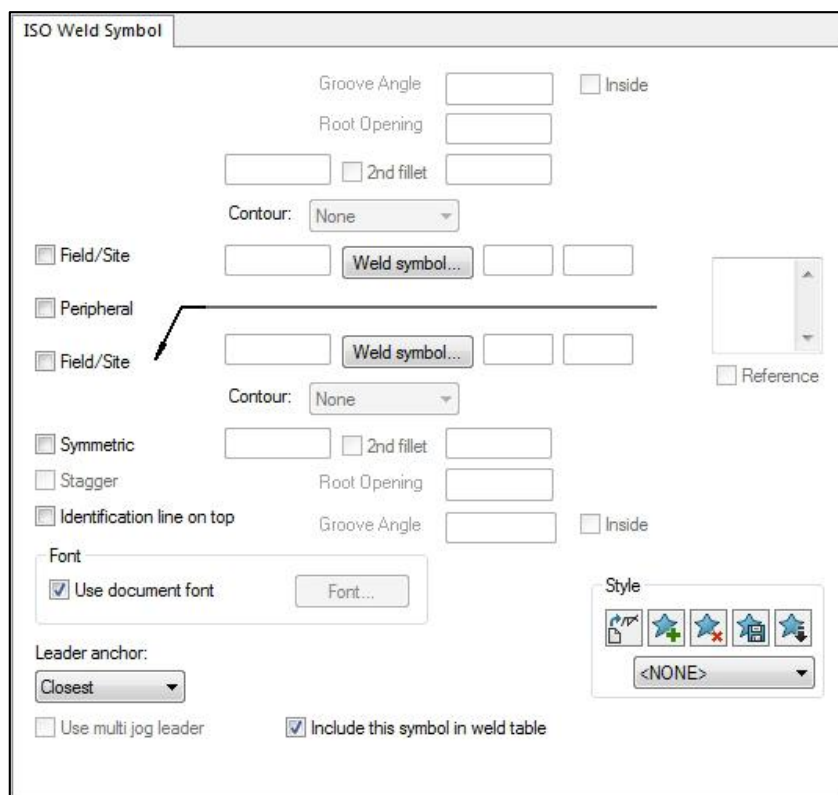 ISO Weld Symbol
Groove Angle
Inside
Root Opening
2nd fillet
Contour: None
Field/Site
Weld symbol...
Peripheral
Field/Site
Weld symbol...
Reference
Contour: None
Symmetric
2nd fillet
Stagger
Root Opening
Identification line on top
Groove Angle
Inside
Font
Use document font
Font...
Style
<NONE>
Leader anchor:
Closest
Use multi jog leader
Include this symbol in weld table